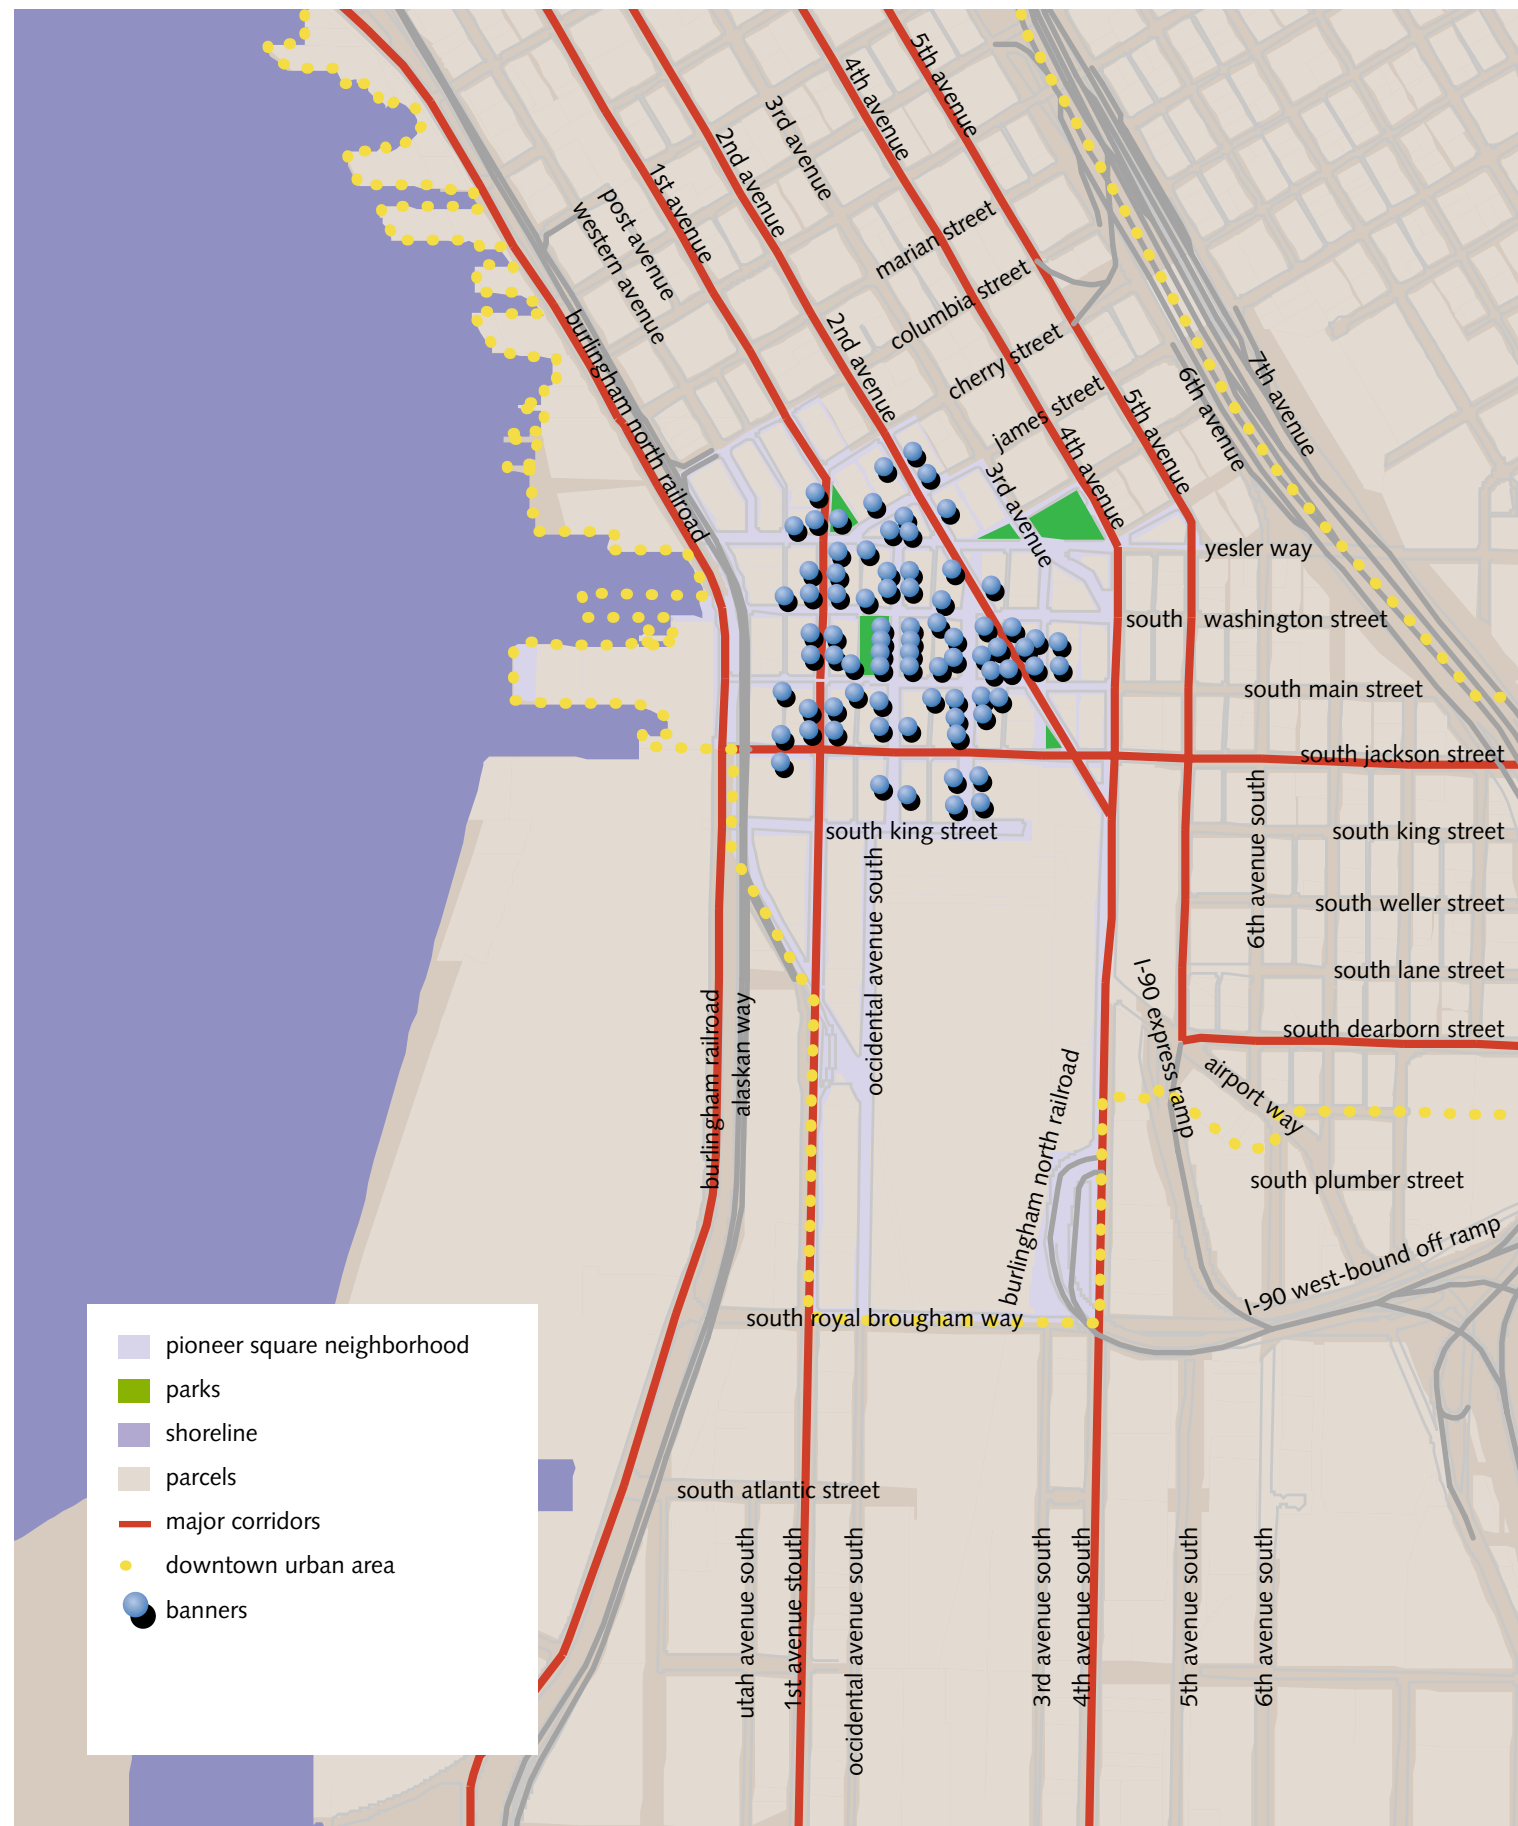 5th avenue
4th avenue
3rd avenue
2nd avenue
1st avenue
post avenue
western avenue
marian street
columbia street
cherry street
james street
2nd avenue
burlingham north railroad
7th avenue
6th avenue
5th avenue
4th avenue
3rd avenue
yesler way
south washington street
south main street
south jackson street
south king street
south king street
6th avenue south
south weller street
occidental avenue south
south lane street
I-90 express ramp
south dearborn street
burlingham railroad
alaskan way
airport way
burlingham north railroad
south plumber street
I-90 west-bound off ramp
south royal brougham way
pioneer square neighborhood
parks
shoreline
parcels
major corridors
downtown urban area
banners
south atlantic street
utah avenue south
1st avenue stouth
occidental avenue south
3rd avenue south
4th avenue south
5th avenue south
6th avenue south